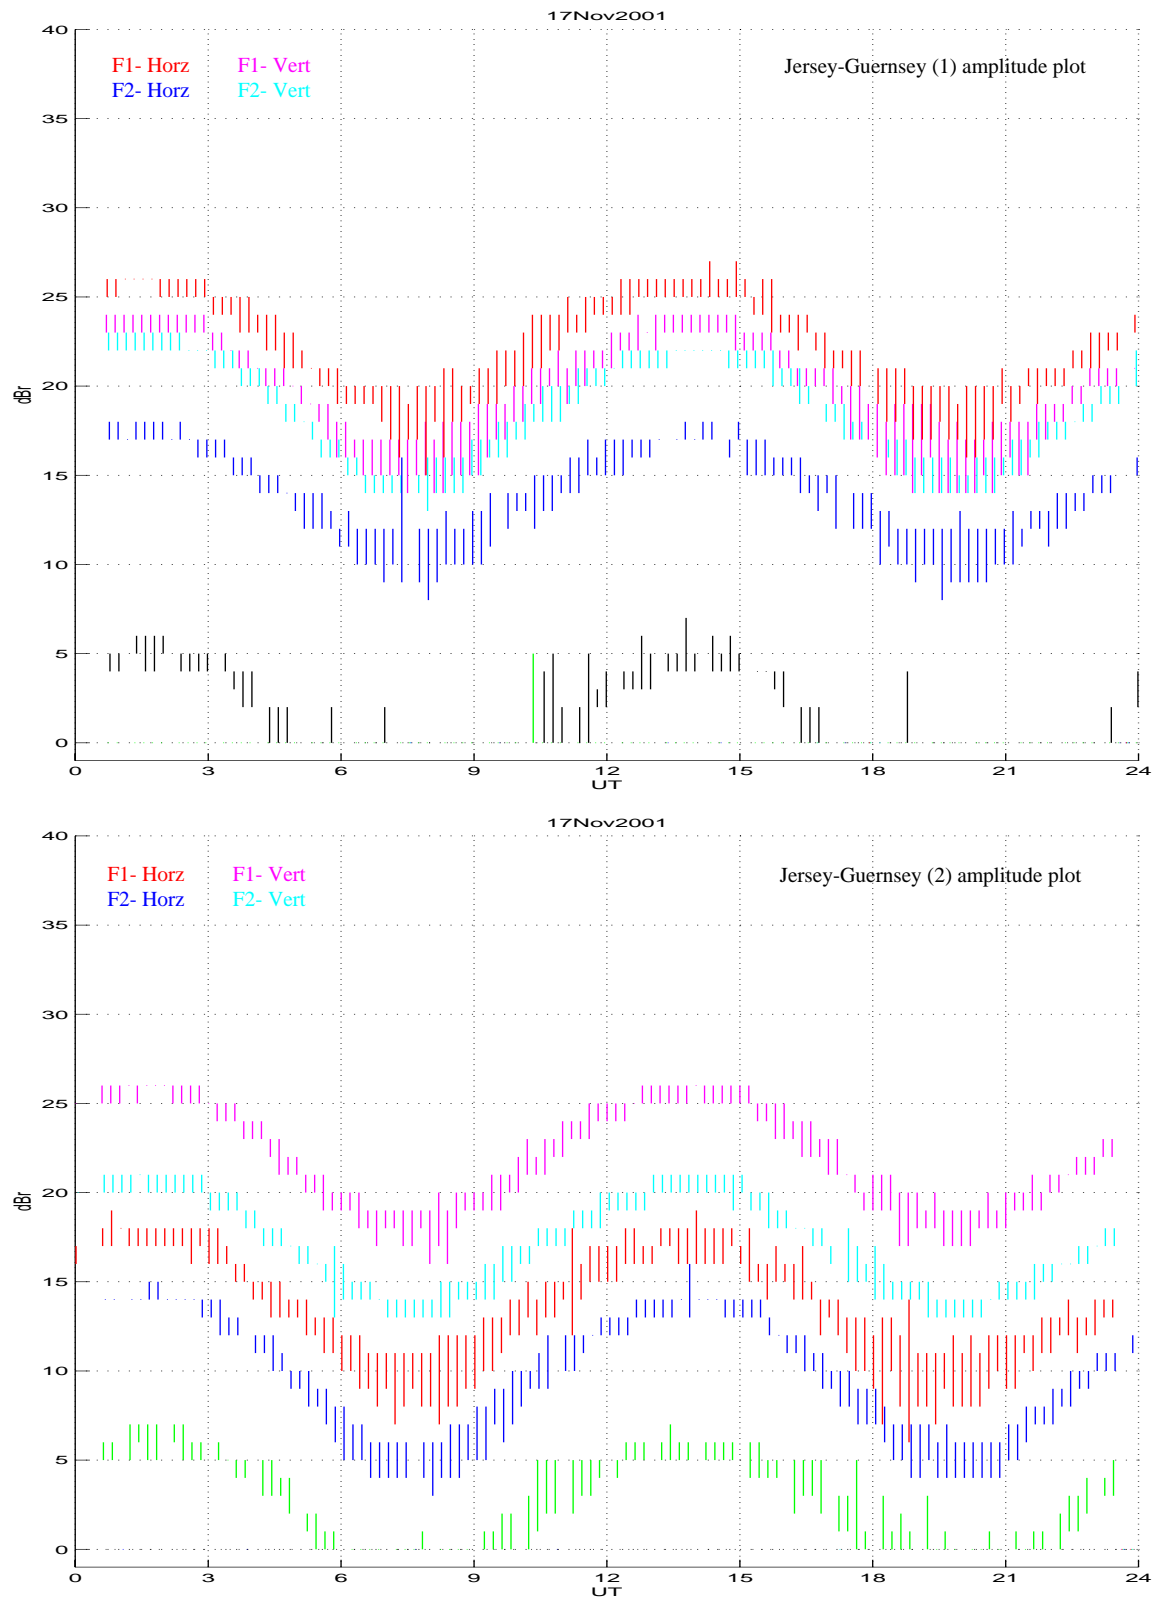 17Nov2001
40
F1- Horz F1- Vert Jersey-Guernsey (1) amplitude plot
F2- Horz F2- Vert
35
30
25
20
dBr
15
10
5
0
0 3 6 9 12 15 18 21 24
UT
17Nov2001
40
F1- Horz F1- Vert Jersey-Guernsey (2) amplitude plot
F2- Horz F2- Vert
35
30
25
20
dBr
15
10
5
0
0 3 6 9 12 15 18 21 24
UT